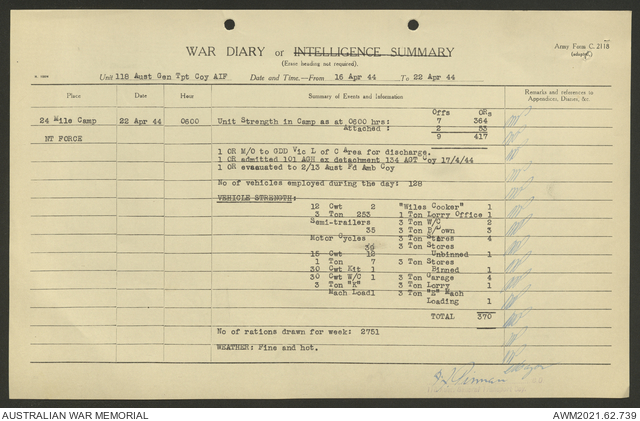 WAR DIARY or INTELLIGENCE SUMMARY
Army Form C. 2118
(Erase heading not required).
Unit 118 Aust Gen Tpt Coy AIF Date and Time.—From 16 Apr 44 To 22 Apr 44
Place Date Hour Summary of Events and Information Remarks and references to Appendices, Diaries, &c.
Offs ORs
24 Mile Camp 22 Apr 44 0600 Unit Strength in Camp as at 0600 hrs: 7 364
Attached: 2 53
NT FORCE 9 417
1 OR M/O to GDD Vic L of C Area for discharge.
1 OR admitted 101 AGH ex detachment 134 AGT Coy 17/4/44
1 OR evacuated to 2/13 Aust Fd Amb Coy
No of vehicles employed during the day: 128
VEHICLE STRENGTH:
12 Cwt 2 "Wiles Cooker" 1
3 Ton 253 1 Ton Lorry Office 1
Semi-trailers 3 Ton W/C 2
35 3 Ton B/own 3
Motor Cycles 3 Ton Stores 4
36 3 Ton Stores
15 Cwt 12 Unbinned 1
1 Ton 7 3 Ton Stores
30 Cwt Kit 1 Binned 1
30 Cwt W/C 1 3 Ton Garage 4
3 Ton "K" 3 Ton Lorry 1
Mach Load1 3 Ton "Z" Mach
Loading 1
TOTAL 370
No of rations drawn for week: 2751
WEATHER: Fine and hot.
Major
AUSTRALIAN WAR MEMORIAL AWM2021.62.739